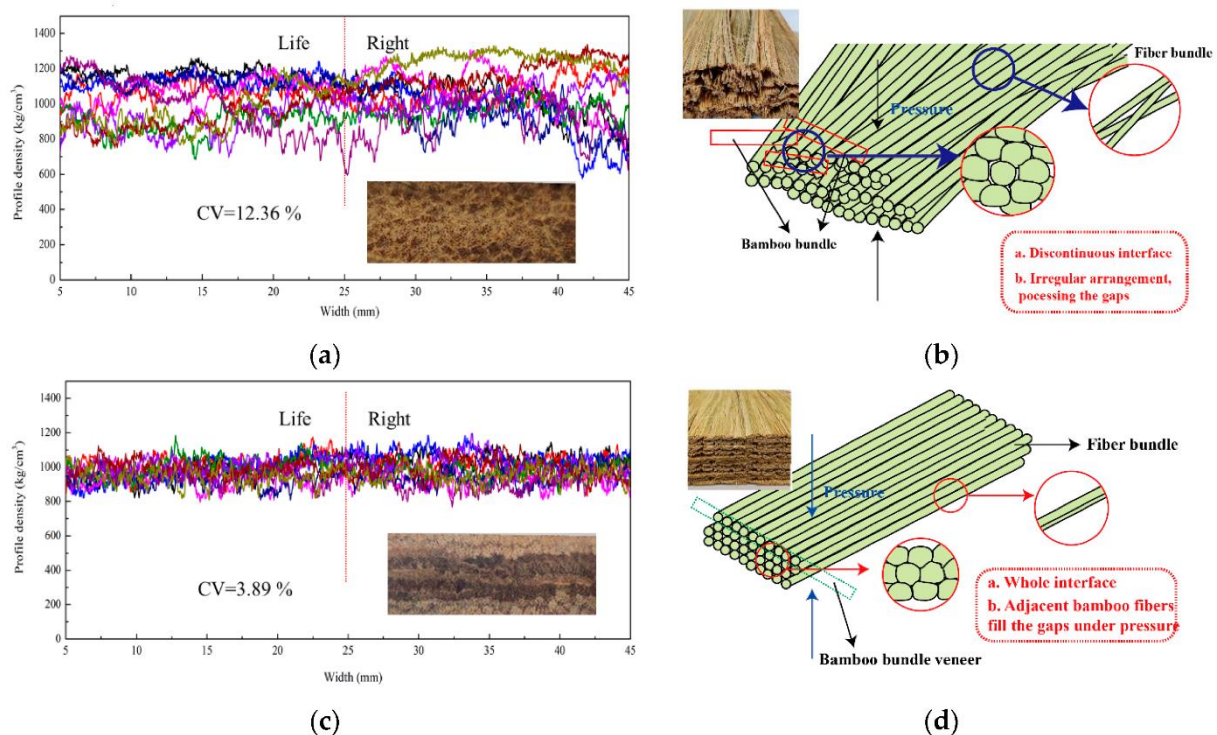 1400
1200
1000
800
600
400
200
0
Profile density (kg/cm³)
Life
Right
CV=12.36 %
5 10 15 20 25 30 35 40 45
Width (mm)
(a)
Fiber bundle
Pressure
Bamboo bundle
a. Discontinuous interface
b. Irregular arrangement,
pocessing the gaps
(b)
1400
1200
1000
800
600
400
200
0
Profile density (kg/cm³)
Life
Right
CV=3.89 %
5 10 15 20 25 30 35 40 45
Width (mm)
(c)
Fiber bundle
Pressure
a. Whole interface
b. Adjacent bamboo fibers
fill the gaps under pressure
Bamboo bundle veneer
(d)